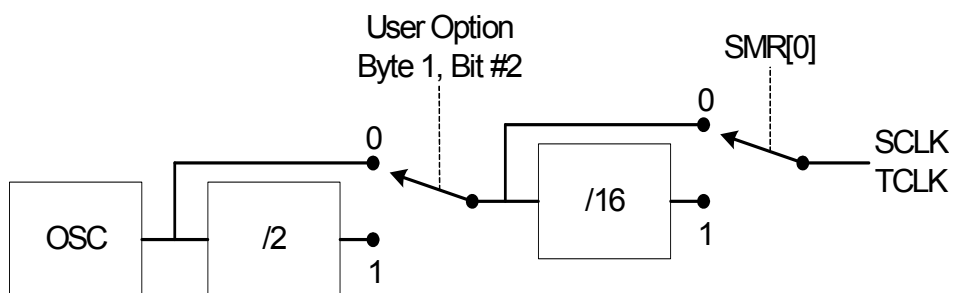 User Option
Byte 1, Bit #2
SMR[0]
0
0
SCLK
TCLK
OSC
/2
/16
1
1